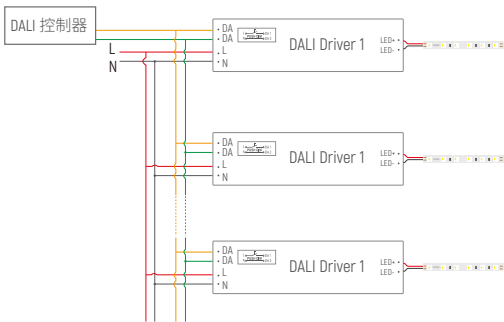 DALI 控制器
L
N
DA
DA
L
N
DALI Driver 1
LED+
LED-
DA
DA
L
N
DALI Driver 1
LED+
LED-
DA
DA
L
N
DALI Driver 1
LED+
LED-